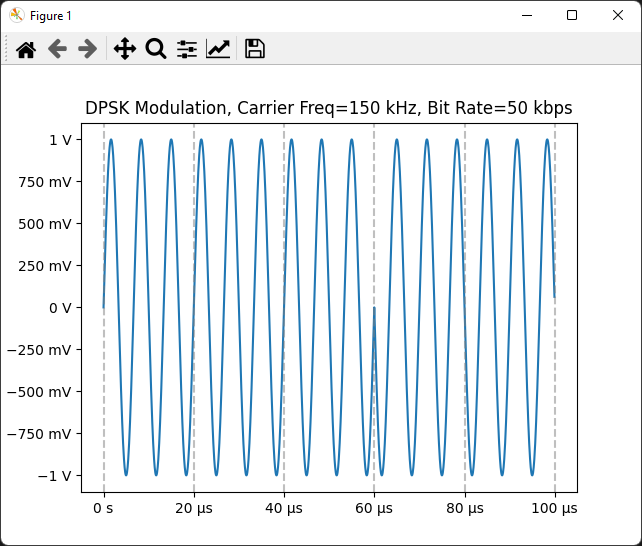 Figure 1
DPSK Modulation, Carrier Freq=150 kHz, Bit Rate=50 kbps
1 V
750 mV
500 mV
250 mV
0 V
−250 mV
−500 mV
−750 mV
−1 V
0 s 20 μs 40 μs 60 μs 80 μs 100 μs